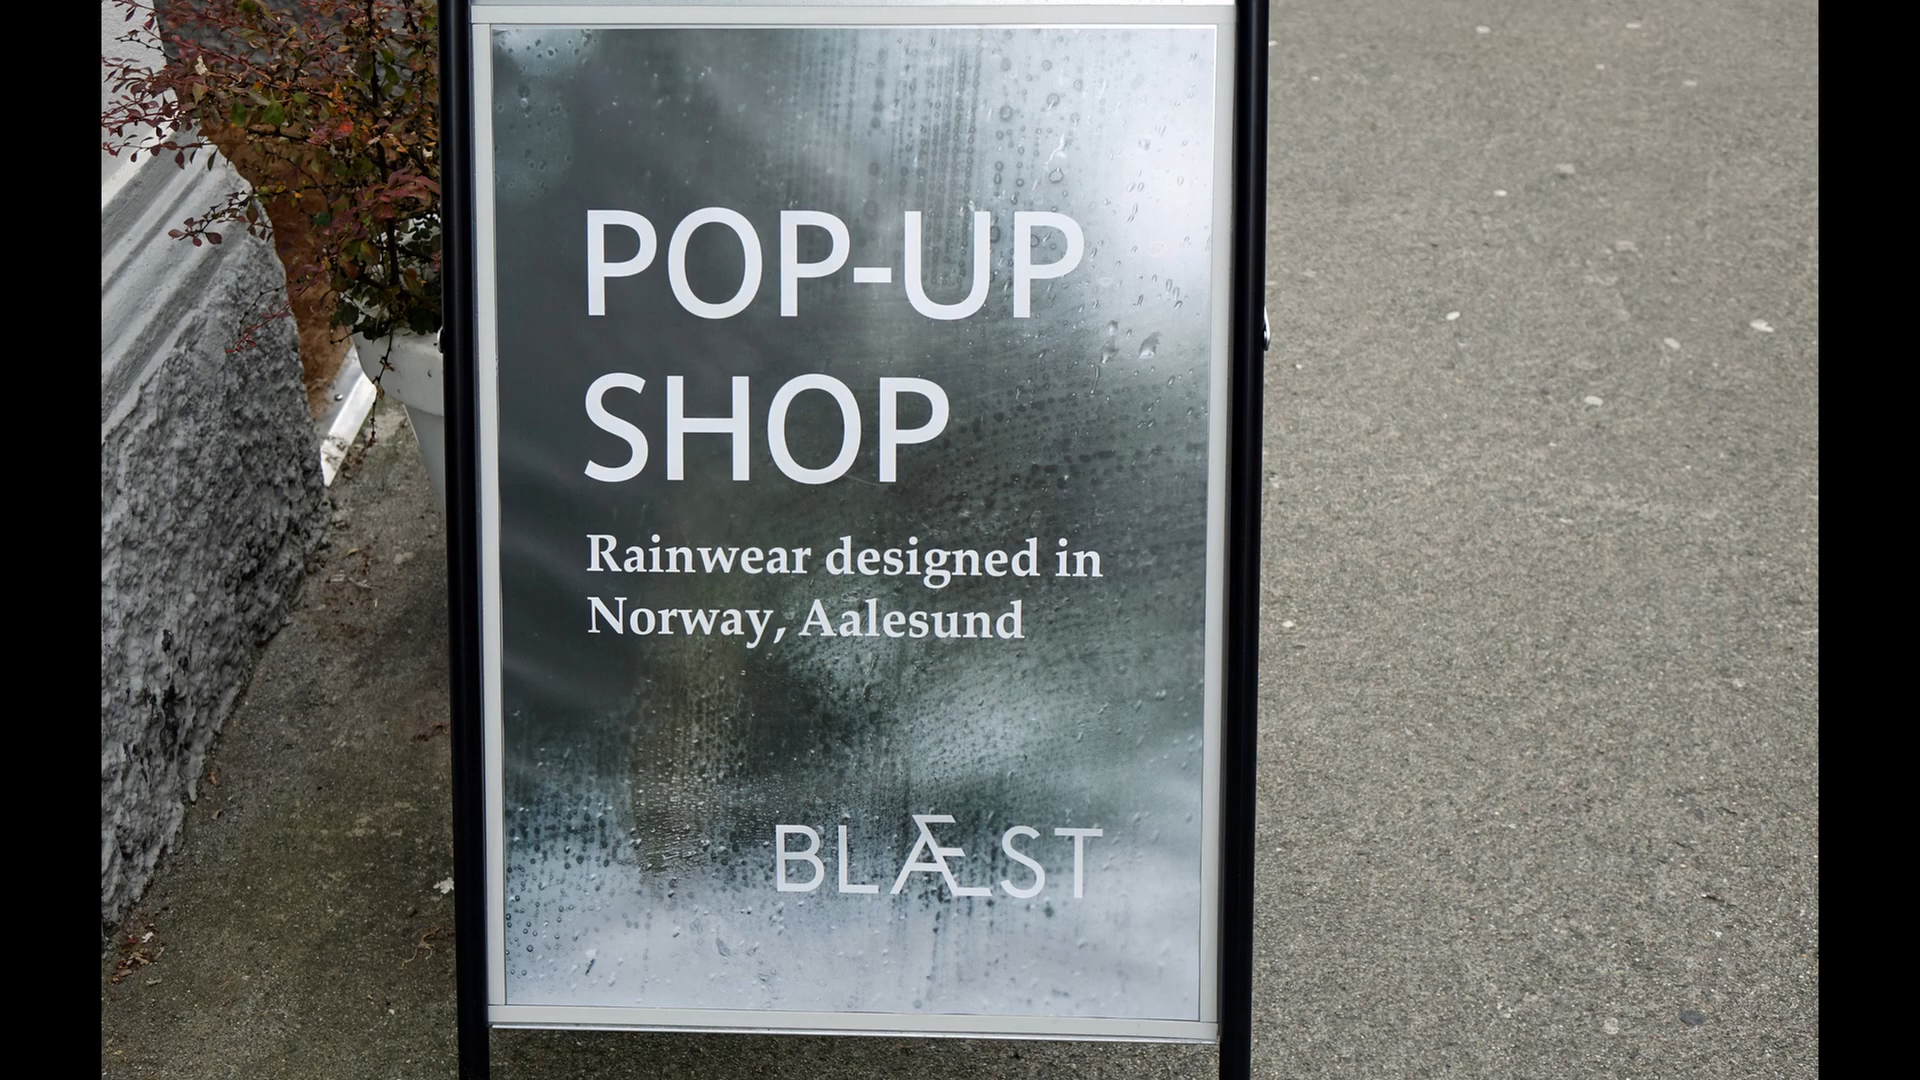 POP-UP
SHOP
Rainwear designed in
Norway, Aalesund
BLÆST